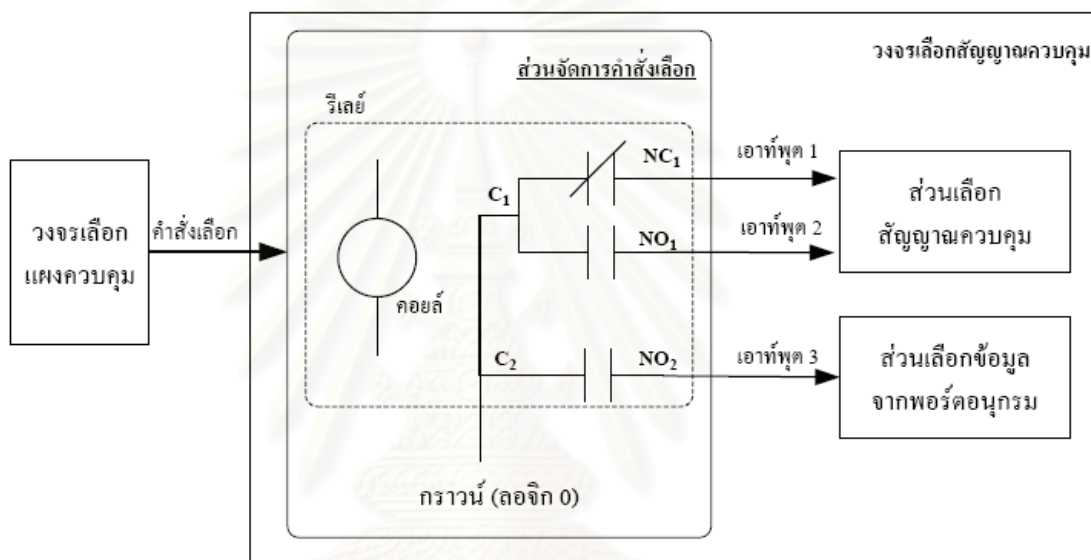 วงจรเลือกสัญญาณควบคุม
ส่วนจัดการคำสั่งเลือก
รีเลย์
วงจรเลือก
แผงควบคุม
คำสั่งเลือก
คอยล์
C1
NC1
เอาท์พุต 1
NO1
เอาท์พุต 2
ส่วนเลือก
สัญญาณควบคุม
C2
NO2
เอาท์พุต 3
ส่วนเลือกข้อมูล
จากพอร์ตอนุกรม
กราวน์ (ลอจิก 0)